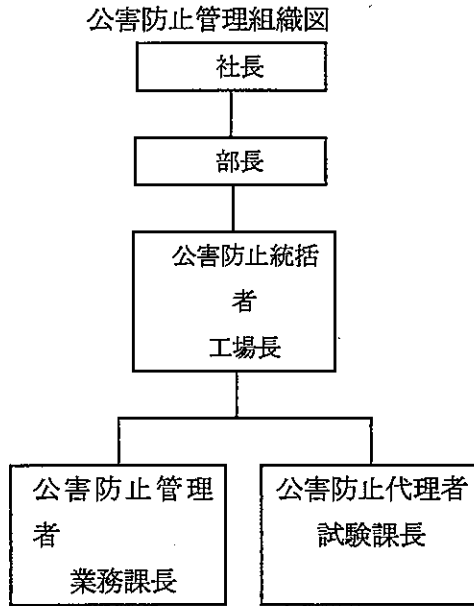 公害防止管理組織図
社長
部長
公害防止統括
者
工場長
公害防止管理
者
業務課長
公害防止代理者
試験課長